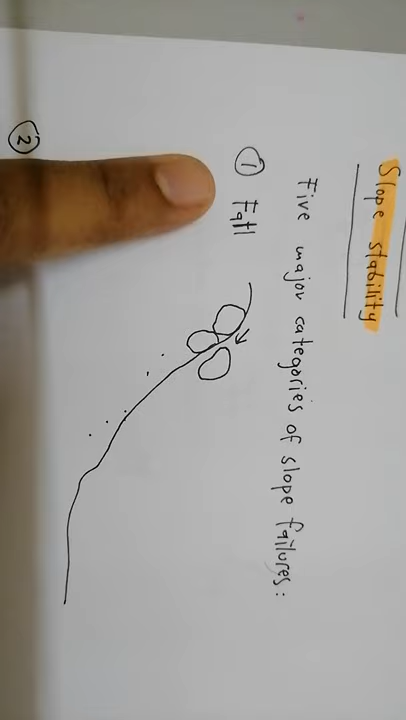 Slope stability
Five major categories of slope failures:
① Fall
②